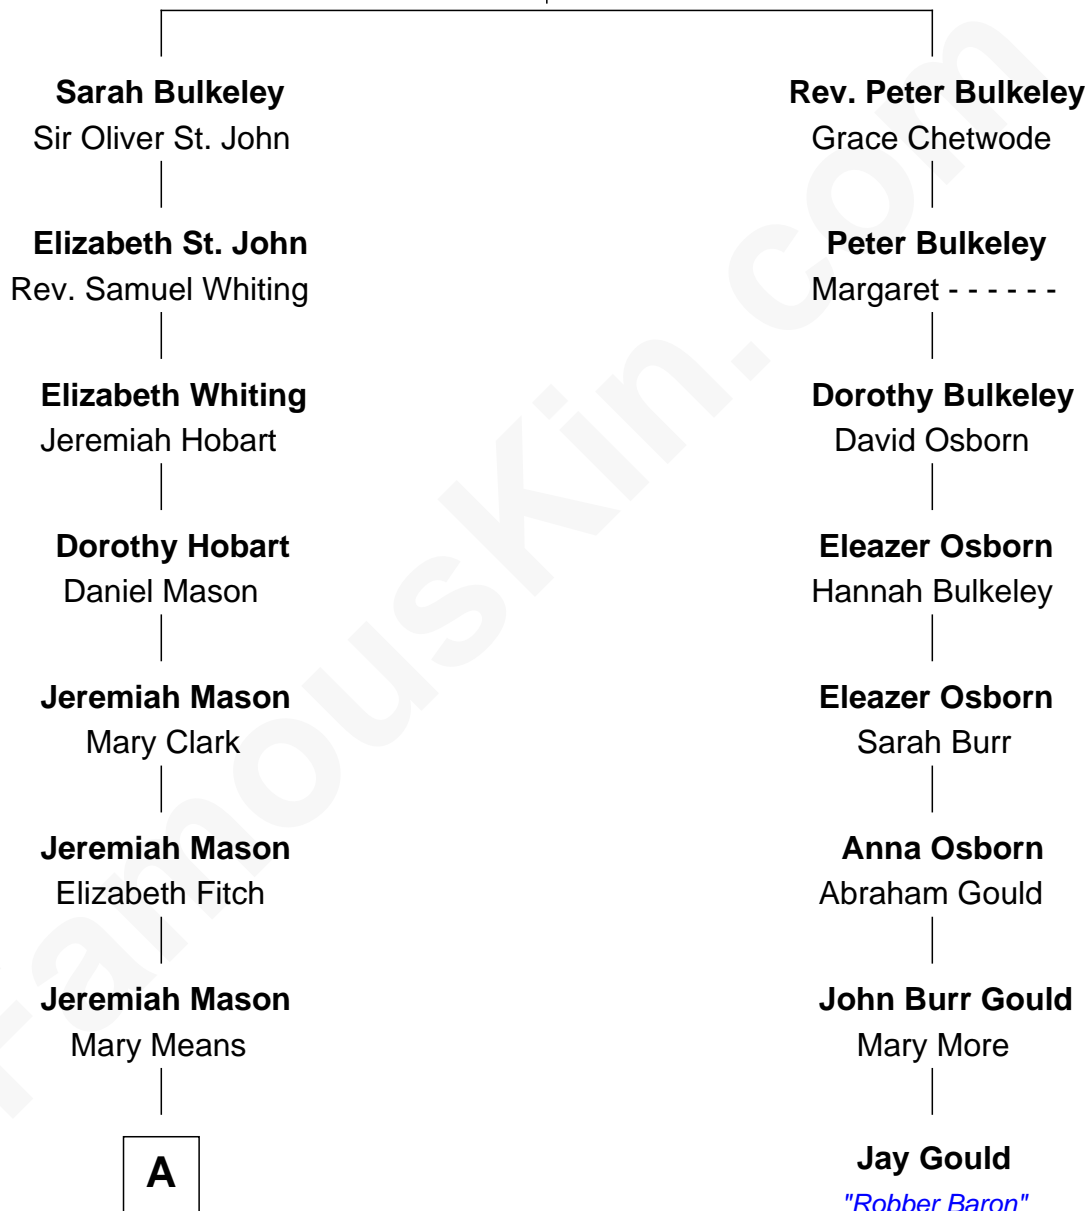 Sarah Bulkeley
Sir Oliver St. John
Rev. Peter Bulkeley
Grace Chetwode
Elizabeth St. John
Rev. Samuel Whiting
Peter Bulkeley
Margaret - - - - - -
Elizabeth Whiting
Jeremiah Hobart
Dorothy Bulkeley
David Osborn
Dorothy Hobart
Daniel Mason
Eleazer Osborn
Hannah Bulkeley
Jeremiah Mason
Mary Clark
Eleazer Osborn
Sarah Burr
Jeremiah Mason
Elizabeth Fitch
Anna Osborn
Abraham Gould
Jeremiah Mason
Mary Means
John Burr Gould
Mary More
A
Jay Gould
"Robber Baron"
FamousKin.com